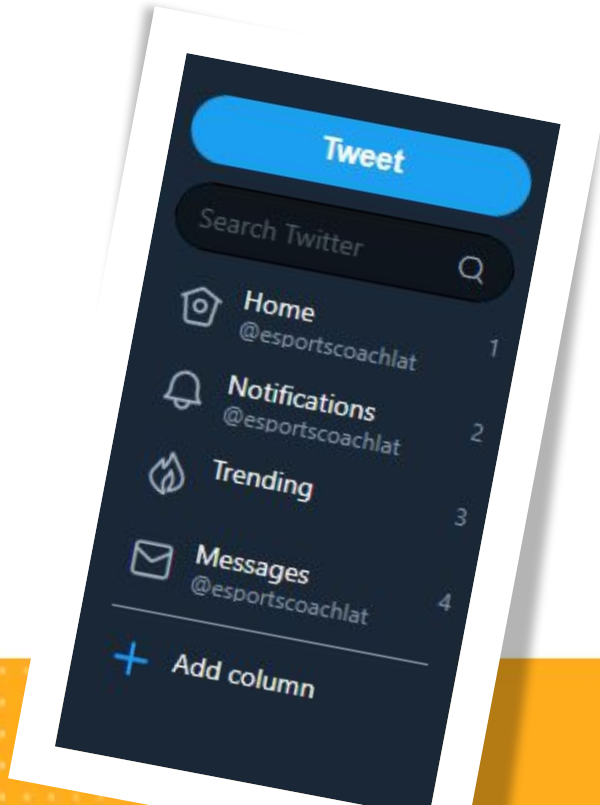 Tweet
Search Twitter
Home
@esportscoachlat
1
Notifications
@esportscoachlat
2
Trending
3
Messages
@esportscoachlat
4
Add column